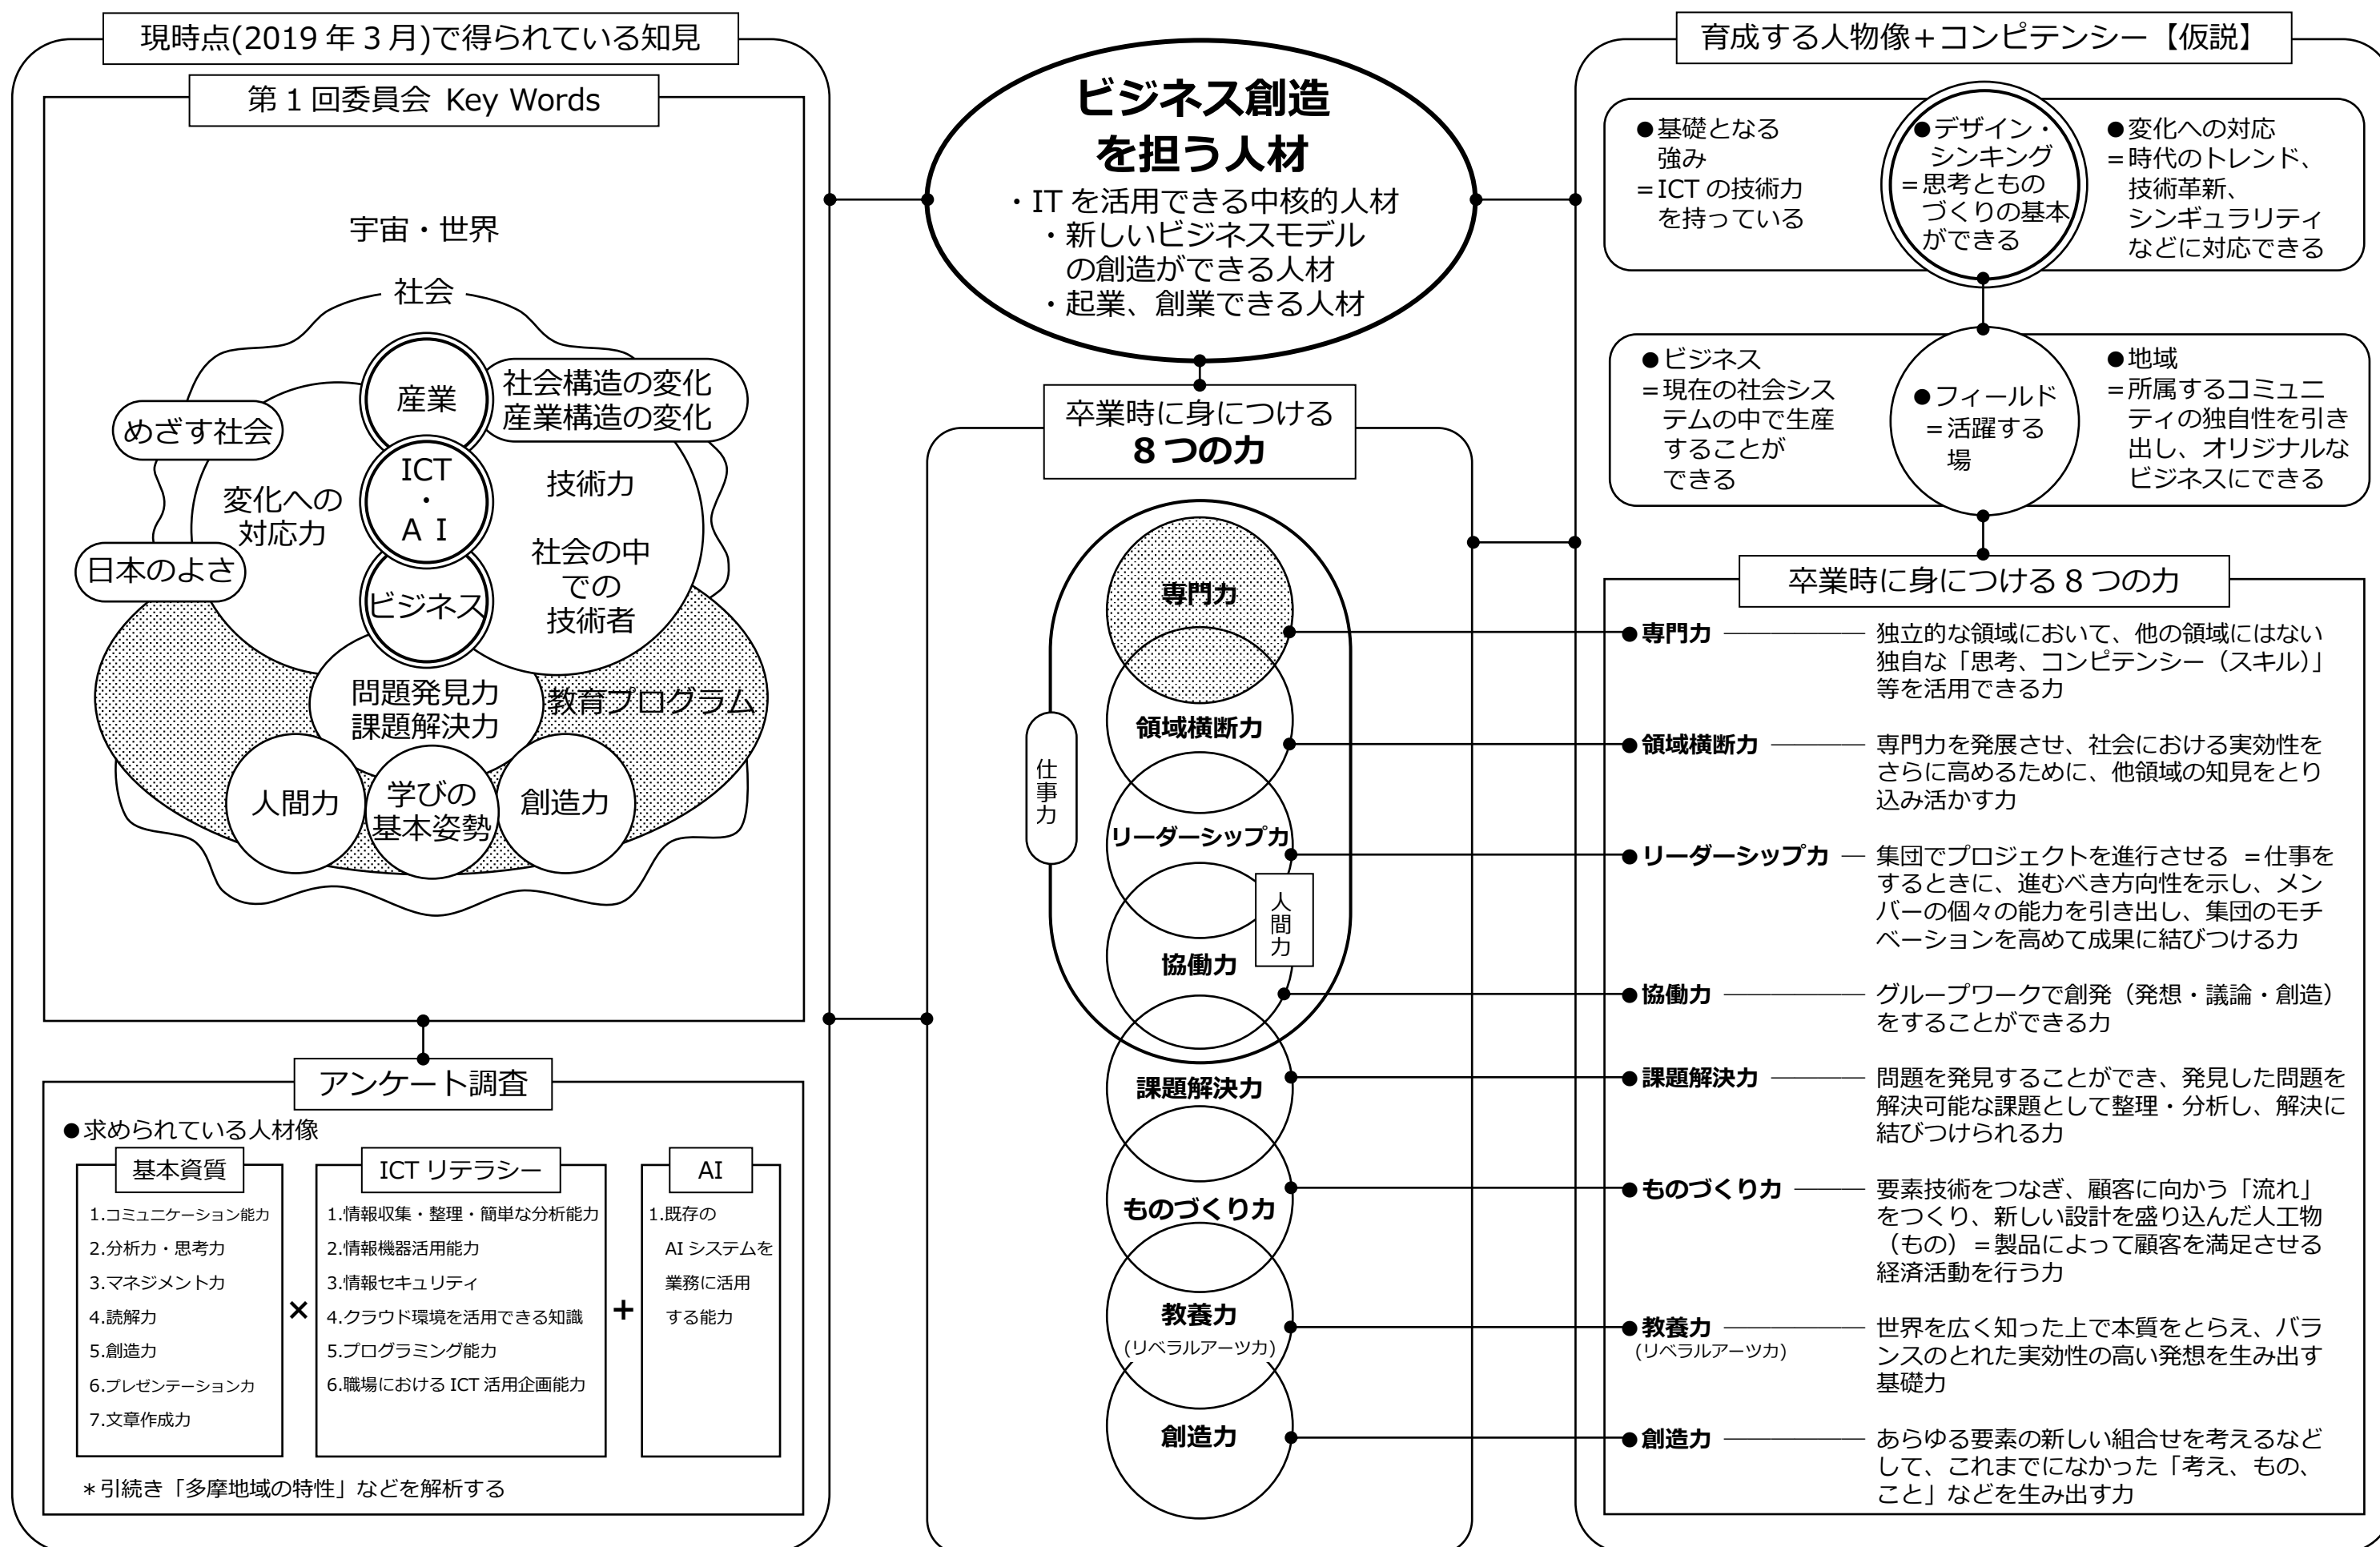 現時点(2019年3月)で得られている知見
第1回委員会 Key Words
宇宙・世界
社会
産業
社会構造の変化
産業構造の変化
めざす社会
ICT
・
AI
変化への
対応力
技術力
日本のよさ
社会の中
での
技術者
ビジネス
問題発見力
課題解決力
教育プログラム
人間力
学びの
基本姿勢
創造力
アンケート調査
●求められている人材像
基本資質
1.コミュニケーション能力
2.分析力・思考力
3.マネジメント力
4.読解力
5.創造力
6.プレゼンテーション力
7.文章作成力
×
ICTリテラシー
1.情報収集・整理・簡単な分析能力
2.情報機器活用能力
3.情報セキュリティ
4.クラウド環境を活用できる知識
5.プログラミング能力
6.職場におけるICT活用企画能力
+
AI
1.既存の
AIシステムを
業務に活用
する能力
*引続き「多摩地域の特性」などを解析する
ビジネス創造
を担う人材
・ITを活用できる中核的人材
・新しいビジネスモデル
の創造ができる人材
・起業、創業できる人材
卒業時に身につける
8つの力
仕事力
人間力
専門力
領域横断力
リーダーシップ力
協働力
課題解決力
ものづくり力
教養力
(リベラルアーツ力)
創造力
育成する人物像+コンピテンシー【仮説】
●基礎となる
強み
=ICTの技術力
を持っている
●デザイン・
シンキング
=思考ともの
づくりの基本
ができる
●変化への対応
=時代のトレンド、
技術革新、
シンギュラリティ
などに対応できる
●ビジネス
=現在の社会シス
テムの中で生産
することが
できる
●フィールド
=活躍する
場
●地域
=所属するコミュニ
ティの独自性を引き
出し、オリジナルな
ビジネスにできる
卒業時に身につける8つの力
●専門力
独立的な領域において、他の領域にはない
独自な「思考、コンピテンシー(スキル)」
等を活用できる力
●領域横断力
専門力を発展させ、社会における実効性を
さらに高めるために、他領域の知見をとり
込み活かす力
●リーダーシップ力
集団でプロジェクトを進行させる =仕事を
するときに、進むべき方向性を示し、メン
バーの個々の能力を引き出し、集団のモチ
ベーションを高めて成果に結びつける力
●協働力
グループワークで創発(発想・議論・創造)
をすることができる力
●課題解決力
問題を発見することができ、発見した問題を
解決可能な課題として整理・分析し、解決に
結びつけられる力
●ものづくり力
要素技術をつなぎ、顧客に向かう「流れ」
をつくり、新しい設計を盛り込んだ人工物
(もの)=製品によって顧客を満足させる
経済活動を行う力
●教養力
(リベラルアーツ力)
世界を広く知った上で本質をとらえ、バラ
ンスのとれた実効性の高い発想を生み出す
基礎力
●創造力
あらゆる要素の新しい組合せを考えるなど
して、これまでになかった「考え、もの、
こと」などを生み出す力